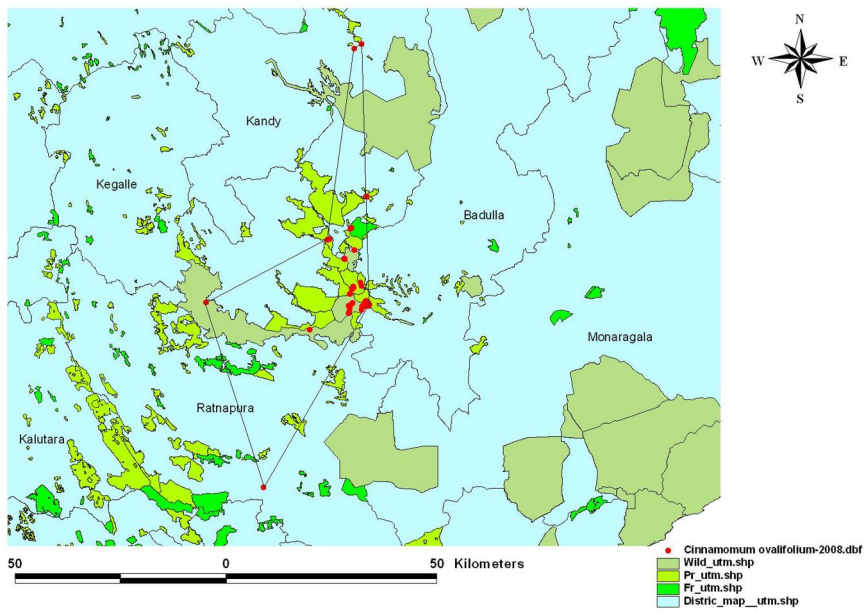 N
W E
S
Kandy
Kegalle
Badulla
Monaragala
Ratnapura
Kalutara
50 0 50 Kilometers
Cinnamomum ovalifolium-2008.dbf
Wild_utm.shp
Pr_utm.shp
Fr_utm.shp
Distric_map__utm.shp